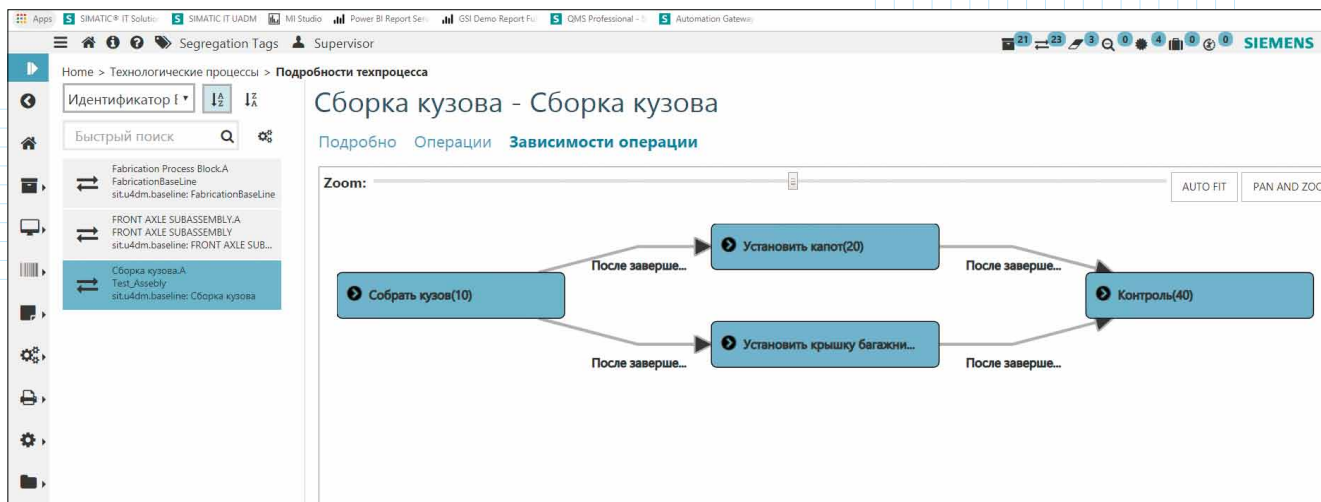 Apps SIMATIC® IT Solutio SIMATIC IT UADM MI Studio Power BI Report Serv GSI Demo Report Fu QMS Professional - Automation Gateway
Segregation Tags Supervisor 21 23 3 0 4 0 0 SIEMENS
Home > Технологические процессы > Подробности техпроцесса
Идентификатор
Сборка кузова - Сборка кузова
Быстрый поиск
Подробно Операции Зависимости операции
Fabrication Process Block.A
FabricationBaseLine
sit.u4dm.baseline: FabricationBaseLine
FRONT AXLE SUBASSEMBLY.A
FRONT AXLE SUBASSEMBLY
sit.u4dm.baseline: FRONT AXLE SUB...
Сборка кузова.A
Test_Assebly
sit.u4dm.baseline: Сборка кузова
Zoom:
AUTO FIT
PAN AND ZOO
Установить капот(20)
После заверше...
После заверше...
Собрать кузов(10)
Контроль(40)
Установить крышку багажни...
После заверше...
После заверше...